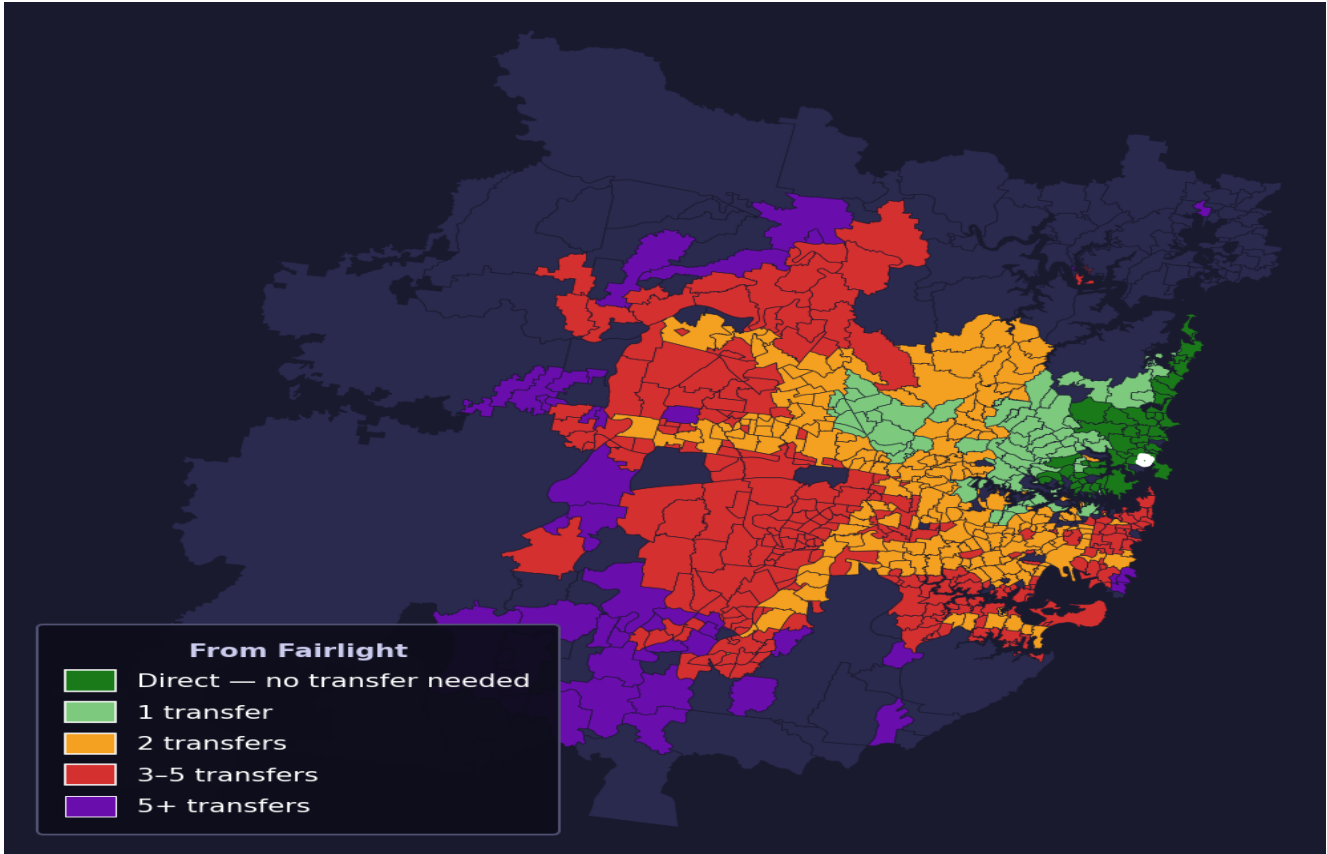 From Fairlight
Direct — no transfer needed
1 transfer
2 transfers
3–5 transfers
5+ transfers